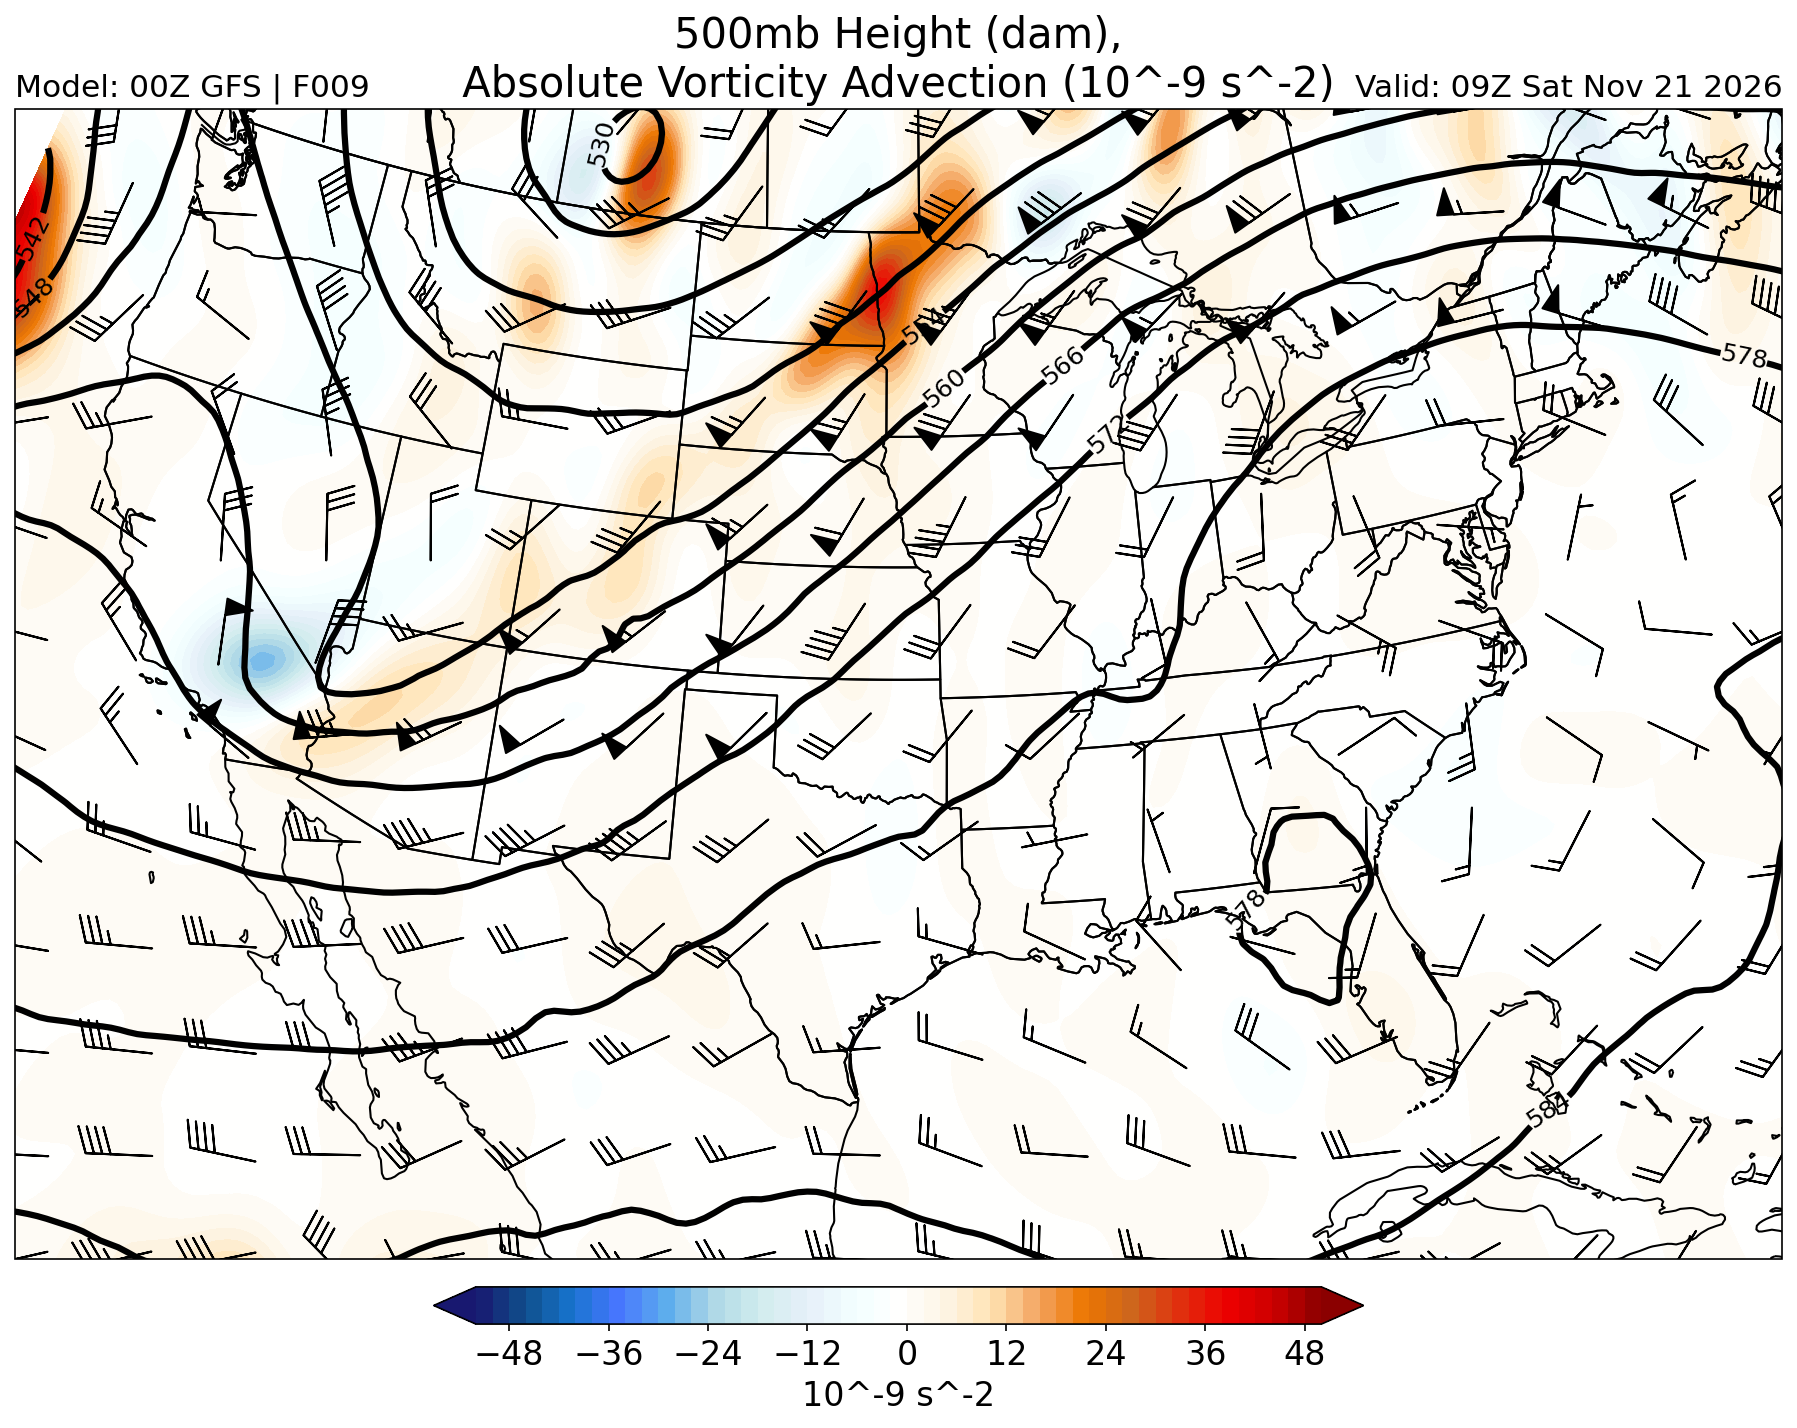 500mb Height (dam),
Absolute Vorticity Advection (10^-9 s^-2)
Model: 00Z GFS | F009
Valid: 09Z Sat Nov 21 2026
530
542
548
554
560
566
572
578
578
584
−48 −36 −24 −12 0 12 24 36 48
10^-9 s^-2